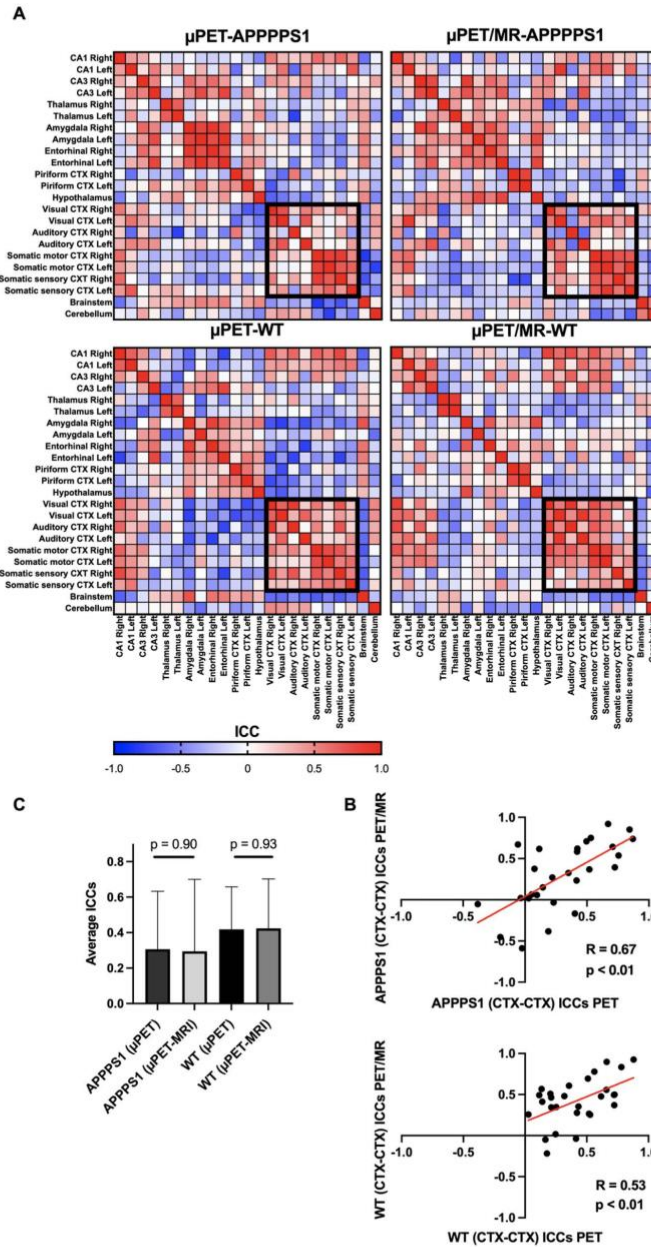 A
µPET-APPPPS1
µPET/MR-APPPPS1
CA1 Right
CA1 Left
CA3 Right
CA3 Left
Thalamus Right
Thalamus Left
Amygdala Right
Amygdala Left
Entorhinal Right
Entorhinal Left
Piriform CTX Right
Piriform CTX Left
Hypothalamus
Visual CTX Right
Visual CTX Left
Auditory CTX Right
Auditory CTX Left
Somatic motor CTX Right
Somatic motor CTX Left
Somatic sensory CXT Right
Somatic sensory CTX Left
Brainstem
Cerebellum
µPET-WT
µPET/MR-WT
CA1 Right
CA1 Left
CA3 RIght
CA3 Left
Thalamus Right
Thalamus Left
Amygdala Right
Amygdala Left
Entorhinal Right
Entorhinal Left
Piriform CTX Right
Piriform CTX Left
Hypothalamus
Visual CTX Right
Visual CTX Left
Auditory CTX Right
Auditory CTX Left
Somatic motor CTX Right
Somatic motor CTX Left
Somatic sensory CXT Right
Somatic sensory CTX Left
Brainstem
Cerebellum
CA1 Right
CA1 Left
CA3 Right
CA3 Left
Thalamus Right
Thalamus Left
Amygdala Right
Amygdala Left
Entorhinal Right
Entorhinal Left
Piriform CTX Right
Piriform CTX Left
Hypothalamus
Visual CTX Right
Visual CTX Left
Auditory CTX Right
Auditory CTX Left
Somatic motor CTX Right
Somatic motor CTX Left
Somatic sensory CXT Right
Somatic sensory CTX Left
Brainstem
Cerebellum
CA1 Right
CA1 Left
CA3 Right
CA3 Left
Thalamus Right
Thalamus Left
Amygdala Right
Amygdala Left
Entorhinal Right
Entorhinal Left
Piriform CTX Right
Piriform CTX Left
Hypothalamus
Visual CTX Right
Visual CTX Left
Auditory CTX Right
Auditory CTX Left
Somatic motor CTX Right
Somatic motor CTX Left
Somatic sensory CXT Right
Somatic sensory CTX Left
Brainstem
ICC
-1.0 -0.5 0 0.5 1.0
C
p = 0.90 p = 0.93
0.8
0.6
0.4
0.2
0.0
Average ICCs
APPPS1 (µPET)
APPPS1 (µPET-MRI)
WT (µPET)
WT (µPET-MRI)
B
APPPS1 (CTX-CTX) ICCs PET/MR
1.0
0.5
-1.0 -0.5 0.5 1.0
-0.5
-1.0
R = 0.67
p < 0.01
APPPS1 (CTX-CTX) ICCs PET
WT (CTX-CTX) ICCs PET/MR
1.0
0.5
-1.0 -0.5 0.5 1.0
-0.5
-1.0
R = 0.53
p < 0.01
WT (CTX-CTX) ICCs PET